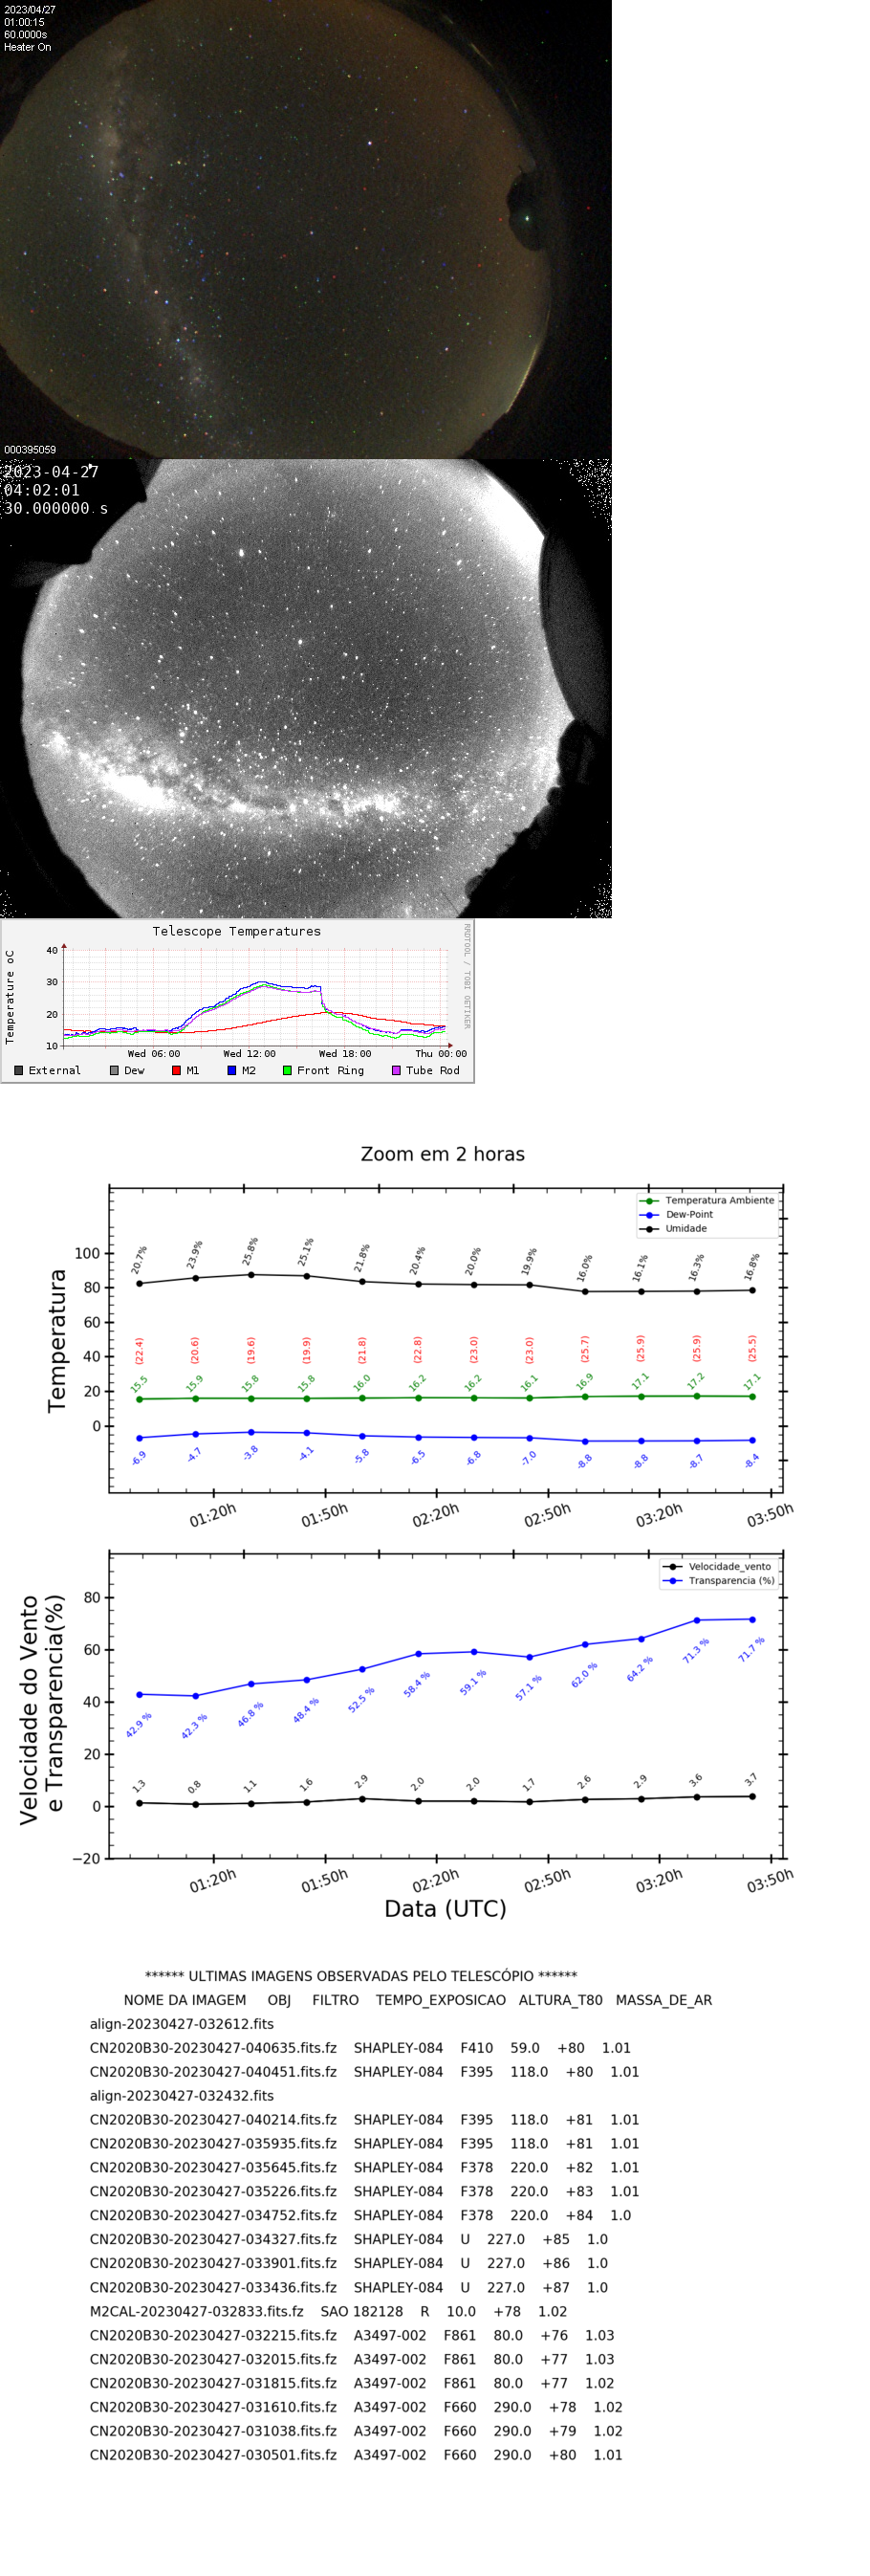 2023/04/27
01:00:15
60.0000s
Heater On
000395059
2023-04-27
04:02:01
30.000000 s
Telescope Temperatures
RRDTOOL / TOBI OETIKER
Temperature oC
40
30
20
10
Wed 06:00 Wed 12:00 Wed 18:00 Thu 00:00
External Dew M1 M2 Front Ring Tube Rod
Zoom em 2 horas
Temperatura Ambiente
Dew-Point
Umidade
Temperatura
100
80
60
40
20
0
20.7% 23.9% 25.8% 25.1% 21.8% 20.4% 20.0% 19.9% 16.0% 16.1% 16.3% 16.8%
(22.4) (20.6) (19.6) (19.9) (21.8) (22.8) (23.0) (23.0) (25.7) (25.9) (25.9) (25.5)
15.5 15.9 15.8 15.8 16.0 16.2 16.2 16.1 16.9 17.1 17.2 17.1
-6.9 -4.7 -3.8 -4.1 -5.8 -6.5 -6.8 -7.0 -8.8 -8.8 -8.7 -8.4
01:20h 01:50h 02:20h 02:50h 03:20h 03:50h
Velocidade_vento
Transparencia (%)
Velocidade do Vento
e Transparencia(%)
80
60
40
20
0
−20
42.9 % 42.3 % 46.8 % 48.4 % 52.5 % 58.4 % 59.1 % 57.1 % 62.0 % 64.2 % 71.3 % 71.7 %
1.3 0.8 1.1 1.6 2.9 2.0 2.0 1.7 2.6 2.9 3.6 3.7
01:20h 01:50h 02:20h 02:50h 03:20h 03:50h
Data (UTC)
****** ULTIMAS IMAGENS OBSERVADAS PELO TELESCÓPIO ******
NOME DA IMAGEM OBJ FILTRO TEMPO_EXPOSICAO ALTURA_T80 MASSA_DE_AR
align-20230427-032612.fits
CN2020B30-20230427-040635.fits.fz SHAPLEY-084 F410 59.0 +80 1.01
CN2020B30-20230427-040451.fits.fz SHAPLEY-084 F395 118.0 +80 1.01
align-20230427-032432.fits
CN2020B30-20230427-040214.fits.fz SHAPLEY-084 F395 118.0 +81 1.01
CN2020B30-20230427-035935.fits.fz SHAPLEY-084 F395 118.0 +81 1.01
CN2020B30-20230427-035645.fits.fz SHAPLEY-084 F378 220.0 +82 1.01
CN2020B30-20230427-035226.fits.fz SHAPLEY-084 F378 220.0 +83 1.01
CN2020B30-20230427-034752.fits.fz SHAPLEY-084 F378 220.0 +84 1.0
CN2020B30-20230427-034327.fits.fz SHAPLEY-084 U 227.0 +85 1.0
CN2020B30-20230427-033901.fits.fz SHAPLEY-084 U 227.0 +86 1.0
CN2020B30-20230427-033436.fits.fz SHAPLEY-084 U 227.0 +87 1.0
M2CAL-20230427-032833.fits.fz SAO 182128 R 10.0 +78 1.02
CN2020B30-20230427-032215.fits.fz A3497-002 F861 80.0 +76 1.03
CN2020B30-20230427-032015.fits.fz A3497-002 F861 80.0 +77 1.03
CN2020B30-20230427-031815.fits.fz A3497-002 F861 80.0 +77 1.02
CN2020B30-20230427-031610.fits.fz A3497-002 F660 290.0 +78 1.02
CN2020B30-20230427-031038.fits.fz A3497-002 F660 290.0 +79 1.02
CN2020B30-20230427-030501.fits.fz A3497-002 F660 290.0 +80 1.01